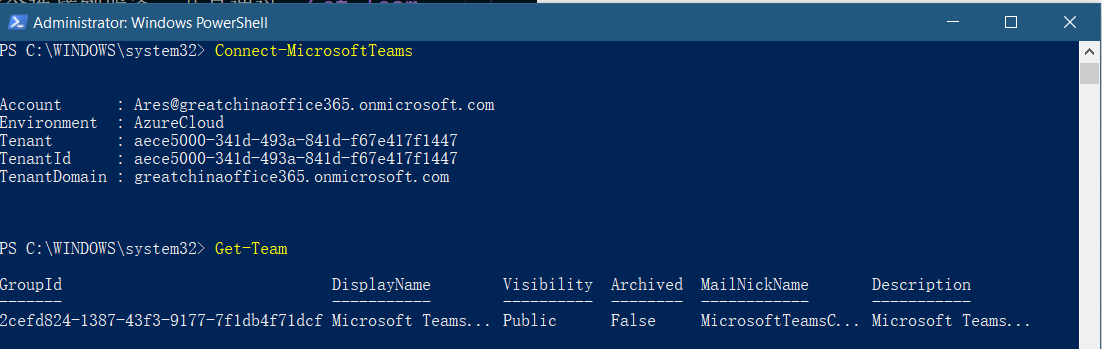 Administrator: Windows PowerShell
PS C:\WINDOWS\system32> Connect-MicrosoftTeams
Account      : Ares@greatchinaoffice365.onmicrosoft.com
Environment  : AzureCloud
Tenant       : aece5000-341d-493a-841d-f67e417f1447
TenantId     : aece5000-341d-493a-841d-f67e417f1447
TenantDomain : greatchinaoffice365.onmicrosoft.com
PS C:\WINDOWS\system32> Get-Team
GroupId                              DisplayName        Visibility  Archived  MailNickName       Description
-------                              -----------        ----------  --------  ------------       -----------
2cefd824-1387-43f3-9177-7f1db4f71dcf Microsoft Teams... Public      False     MicrosoftTeamsC... Microsoft Teams...